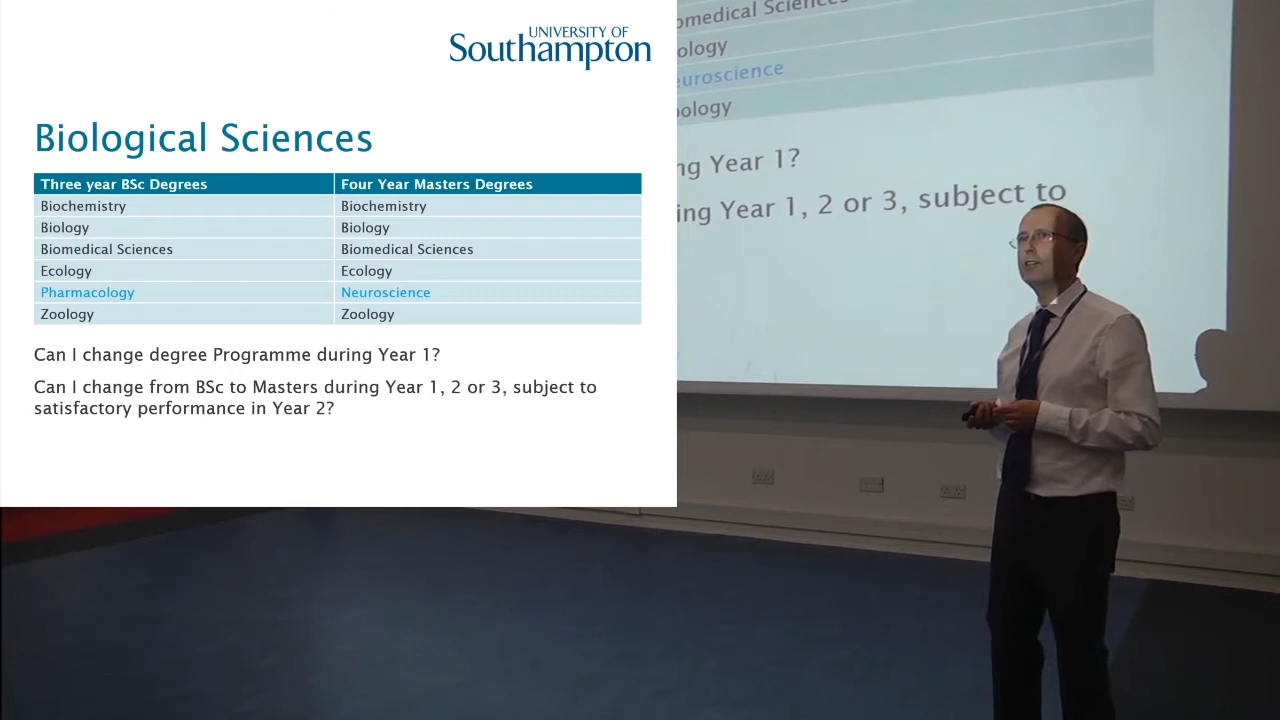 UNIVERSITY OF
Southampton
Biological Sciences
Three year BSc Degrees Four Year Masters Degrees
Biochemistry Biochemistry
Biology Biology
Biomedical Sciences Biomedical Sciences
Ecology Ecology
Pharmacology Neuroscience
Zoology Zoology
Can I change degree Programme during Year 1?
Can I change from BSc to Masters during Year 1, 2 or 3, subject to
satisfactory performance in Year 2?
omedical Sciences
ology
euroscience
oology
ng Year 1?
ing Year 1, 2 or 3, subject to